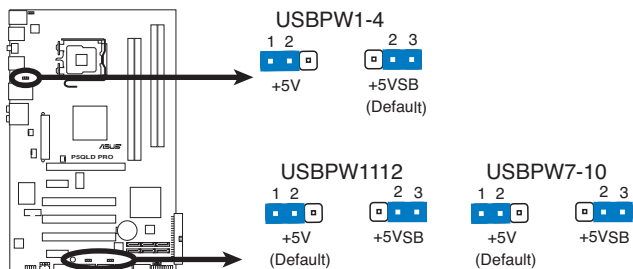 USBPW1-4
1 2
2 3
+5V
+5VSB
(Default)
ASUS
P5QLD PRO
USBPW1112
1 2
2 3
+5V
(Default)
+5VSB
USBPW7-10
1 2
2 3
+5V
(Default)
+5VSB